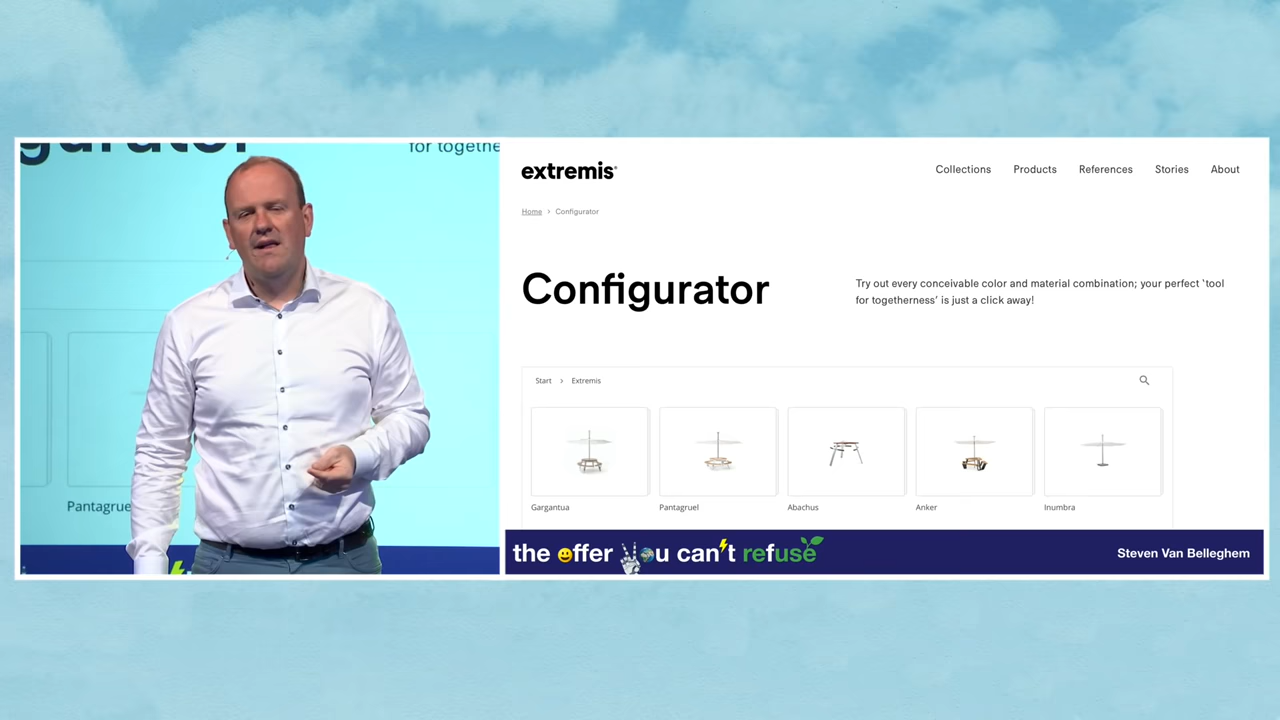 gurator
for togethe
Pantagrue
extremis®
Collections Products References Stories About
Home > Configurator
Configurator
Try out every conceivable color and material combination; your perfect ‘tool
for togetherness’ is just a click away!
Start > Extremis
Gargantua Pantagruel Abachus Anker Inumbra
the offer you can't refuse
Steven Van Belleghem